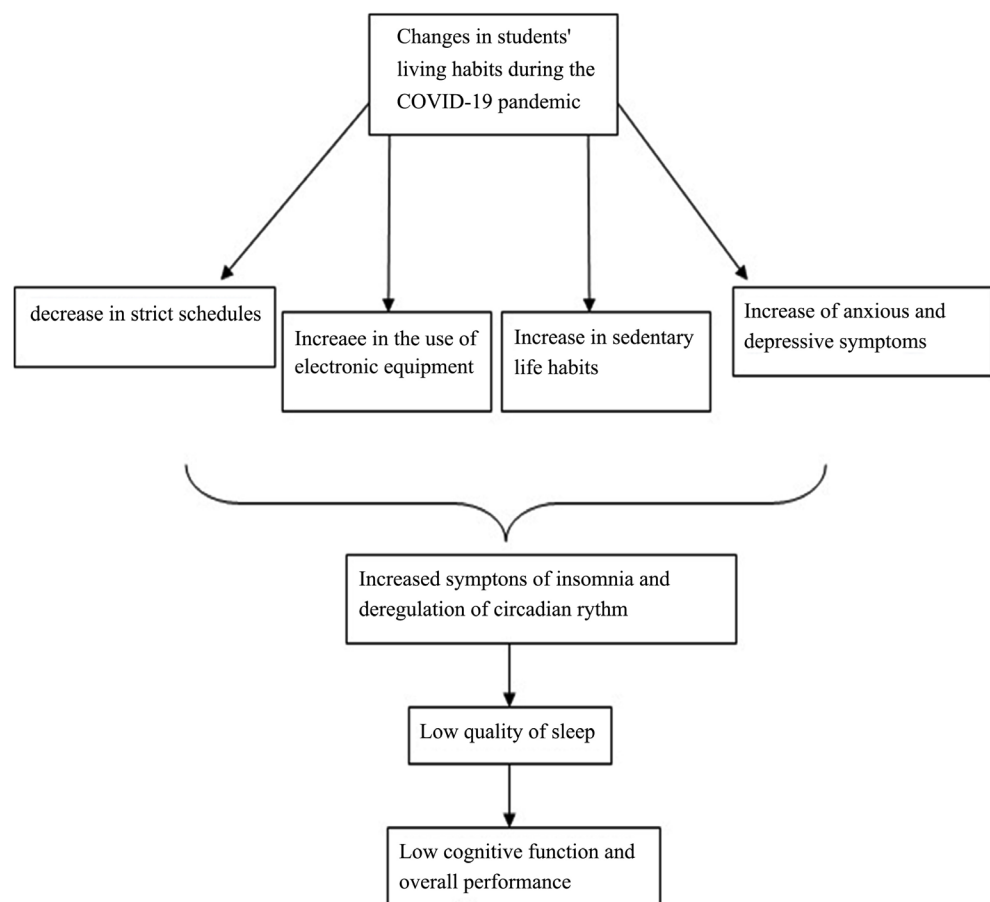 Changes in students'
living habits during the
COVID-19 pandemic
decrease in strict schedules
Increaee in the use of
electronic equipment
Increase in sedentary
life habits
Increase of anxious and
depressive symptoms
Increased symptons of insomnia and
deregulation of circadian rythm
Low quality of sleep
Low cognitive function and
overall performance